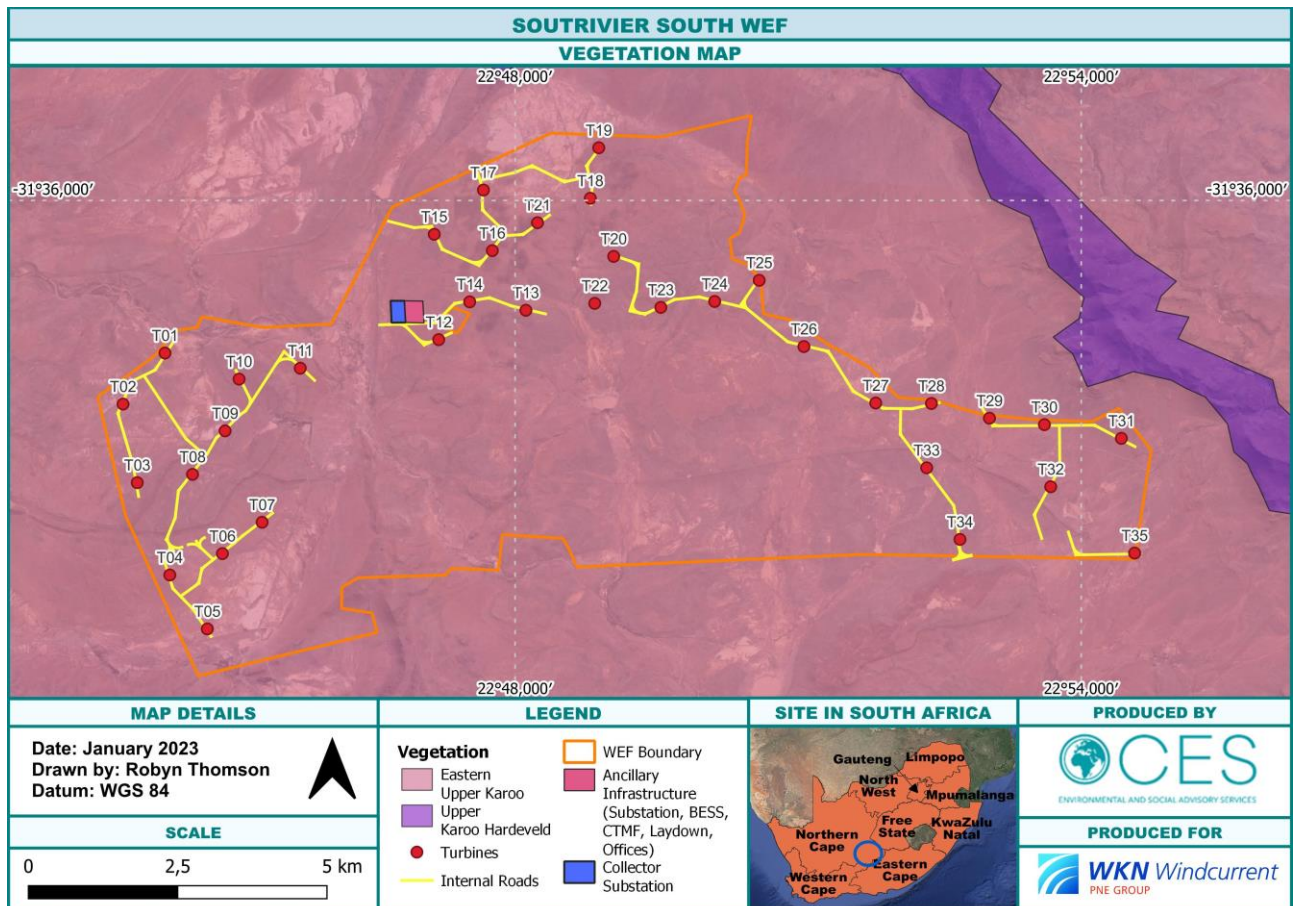 SOUTRIVIER SOUTH WEF
VEGETATION MAP
22°48,000′
22°54,000′
-31°36,000′
-31°36,000′
T19
T17
T18
T15
T21
T16
T20
T25
T14
T13
T22
T23
T24
T12
T01
T26
T10
T11
T02
T27
T28
T29
T30
T09
T31
T08
T33
T03
T32
T07
T06
T34
T35
T04
T05
22°48,000′
22°54,000′
MAP DETAILS
Date: January 2023
Drawn by: Robyn Thomson
Datum: WGS 84
SCALE
0 2,5 5 km
LEGEND
Vegetation
Eastern
Upper Karoo
Upper
Karoo Hardeveld
Turbines
Internal Roads
WEF Boundary
Ancillary
Infrastructure
(Substation, BESS,
CTMF, Laydown,
Offices)
Collector
Substation
SITE IN SOUTH AFRICA
Gauteng
Limpopo
North
West
Mpumalanga
Free
State
KwaZulu
Natal
Northern
Cape
Eastern
Cape
Western
Cape
PRODUCED BY
CES
ENVIRONMENTAL AND SOCIAL ADVISORY SERVICES
PRODUCED FOR
WKN Windcurrent
PNE GROUP